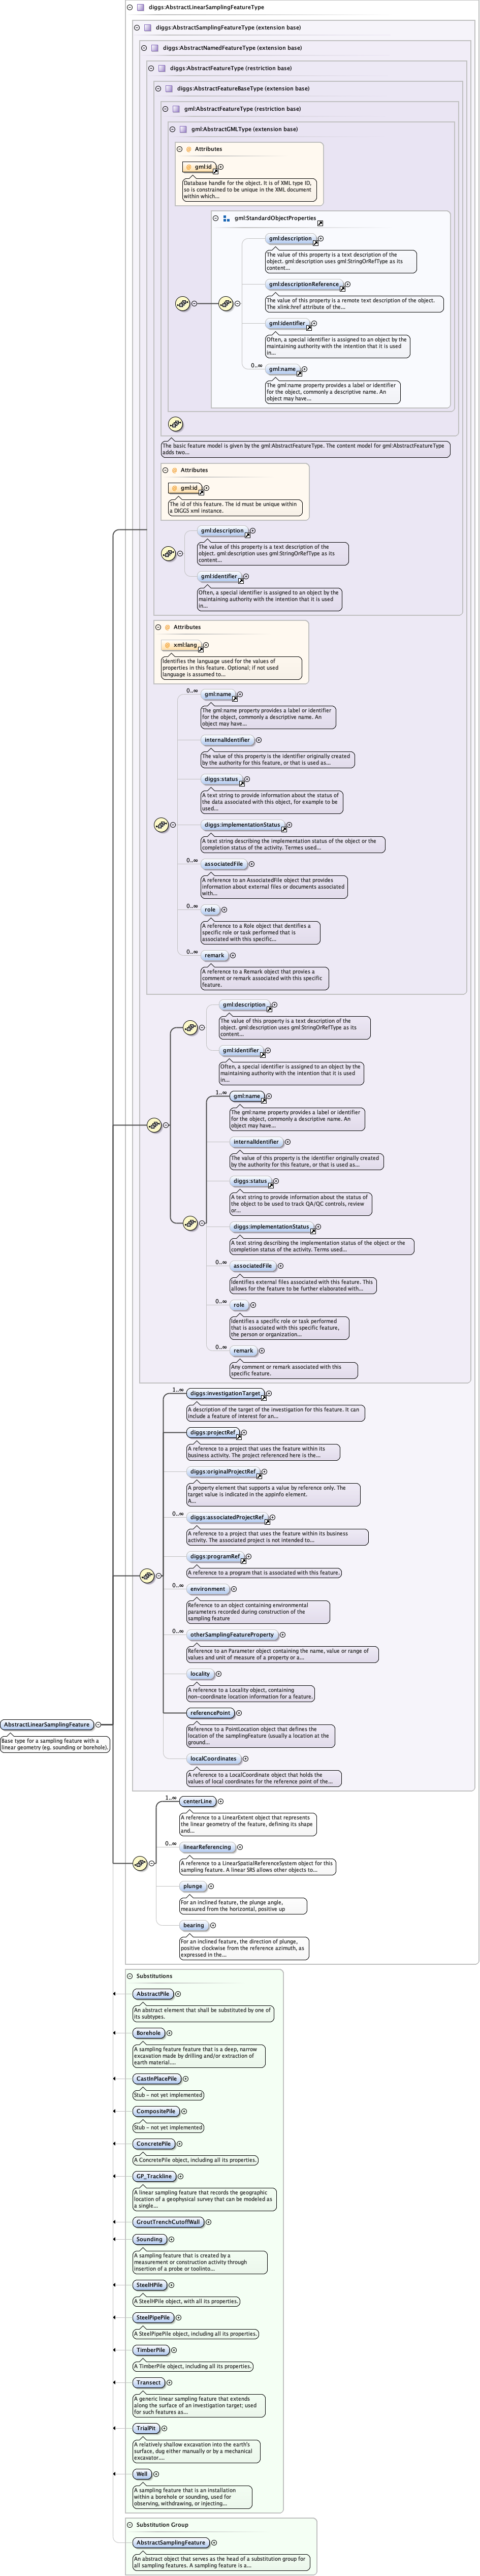 diggs:AbstractLinearSamplingFeatureType
diggs:AbstractSamplingFeatureType (extension base)
diggs:AbstractNamedFeatureType (extension base)
diggs:AbstractFeatureType (restriction base)
diggs:AbstractFeatureBaseType (extension base)
gml:AbstractFeatureType (restriction base)
gml:AbstractGMLType (extension base)
Attributes
gml:id
Database handle for the object. It is of XML type ID,
so is constrained to be unique in the XML document
within which...
gml:StandardObjectProperties
gml:description
The value of this property is a text description of the
object. gml:description uses gml:StringOrRefType as its
content...
gml:descriptionReference
The value of this property is a remote text description of the object.
The xlink:href attribute of the...
gml:identifier
Often, a special identifier is assigned to an object by the
maintaining authority with the intention that it is used
in...
0..∞
gml:name
The gml:name property provides a label or identifier
for the object, commonly a descriptive name. An
object may have...
The basic feature model is given by the gml:AbstractFeatureType. The content model for gml:AbstractFeatureType
adds two...
Attributes
gml:id
The id of this feature. The id must be unique within
a DIGGS xml instance.
gml:description
The value of this property is a text description of the
object. gml:description uses gml:StringOrRefType as its
content...
gml:identifier
Often, a special identifier is assigned to an object by the
maintaining authority with the intention that it is used
in...
Attributes
xml:lang
Identifies the language used for the values of
properties in this feature. Optional; if not used
language is assumed to...
0..∞
gml:name
The gml:name property provides a label or identifier
for the object, commonly a descriptive name. An
object may have...
internalIdentifier
The value of this property is the identifier originally created
by the authority for this feature, or that is used as...
diggs:status
A text string to provide information about the status of
the data associated with this object, for example to be
used...
diggs:implementationStatus
A text string describing the implementation status of the object or the
completion status of the activity. Termes used...
0..∞
associatedFile
A reference to an AssociatedFile object that provides
information about external files or documents associated
with...
0..∞
role
A reference to a Role object that dentifies a
specific role or task performed that is
associated with this specific...
0..∞
remark
A reference to a Remark object that provies a
comment or remark associated with this specific
feature.
gml:description
The value of this property is a text description of the
object. gml:description uses gml:StringOrRefType as its
content...
gml:identifier
Often, a special identifier is assigned to an object by the
maintaining authority with the intention that it is used
in...
1..∞
gml:name
The gml:name property provides a label or identifier
for the object, commonly a descriptive name. An
object may have...
internalIdentifier
The value of this property is the identifier originally created
by the authority for this feature, or that is used as...
diggs:status
A text string to provide information about the status of
the object to be used to track QA/QC controls, review
or...
diggs:implementationStatus
A text string describing the implementation status of the object or the
completion status of the activity. Terms used...
0..∞
associatedFile
Identifies external files associated with this feature. This
allows for the feature to be further elaborated with...
0..∞
role
Identifies a specific role or task performed
that is associated with this specific feature,
the person or organization...
0..∞
remark
Any comment or remark associated with this
specific feature.
1..∞
diggs:investigationTarget
A description of the target of the investigation for this feature. It can
include a feature of interest for an...
diggs:projectRef
A reference to a project that uses the feature within its
business activity. The project referenced here is the...
diggs:originalProjectRef
A property element that supports a value by reference only. The
target value is indicated in the appinfo element.
A...
0..∞
diggs:associatedProjectRef
A reference to a project that uses the feature within its business
activity. The associated project is not intended to...
diggs:programRef
A reference to a program that is associated with this feature.
0..∞
environment
Reference to an object containing environmental
parameters recorded during construction of the
sampling feature
0..∞
otherSamplingFeatureProperty
Reference to an Parameter object containing the name, value or range of
values and unit of measure of a property or a...
locality
A reference to a Locality object, containing
non-coordinate location information for a feature.
referencePoint
Reference to a PointLocation object that defines the
location of the samplingFeature (usually a location at the
ground...
localCoordinates
A reference to a LocalCoordinate object that holds the
values of local coordinates for the reference point of the...
AbstractLinearSamplingFeature
Base type for a sampling feature with a
linear geometry (eg. sounding or borehole).
1..∞
centerLine
A reference to a LinearExtent object that represents
the linear geometry of the feature, defining its shape
and...
0..∞
linearReferencing
A reference to a LinearSpatialReferenceSystem object for this
sampling feature. A linear SRS allows other objects to...
plunge
For an inclined feature, the plunge angle,
measured from the horizontal, positive up
bearing
For an inclined feature, the direction of plunge,
positive clockwise from the reference azimuth, as
expressed in the...
Substitutions
AbstractPile
An abstract element that shall be substituted by one of
its subtypes.
Borehole
A sampling feature feature that is a deep, narrow
excavation made by drilling and/or extraction of
earth material....
CastInPlacePile
Stub - not yet implemented
CompositePile
Stub - not yet implemented
ConcretePile
A ConcretePile object, including all its properties.
GP_Trackline
A linear sampling feature that records the geographic
location of a geophysical survey that can be modeled as
a single...
GroutTrenchCutoffWall
Sounding
A sampling feature that is created by a
measurement or construction activity through
insertion of a probe or toolinto...
SteelHPile
A SteelHPile object, with all its properties.
SteelPipePile
A SteelPipePile object, including all its properties.
TimberPile
A TimberPile object, including all its properties.
Transect
A generic linear sampling feature that extends
along the surface of an investigation target; used
for such features as...
TrialPit
A relatively shallow excavation into the earth's
surface, dug either manually or by a mechanical
excavator....
Well
A sampling feature that is an installation
within a borehole or sounding, used for
observing, withdrawing, or injecting...
Substitution Group
AbstractSamplingFeature
An abstract object that serves as the head of a substitution group for
all sampling features. A sampling feature is a...